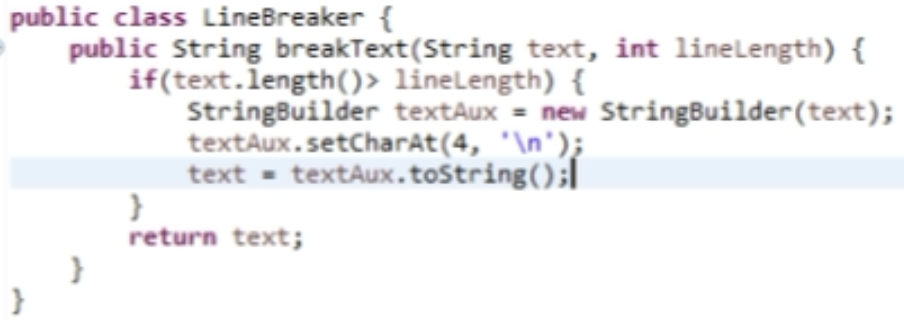 public class LineBreaker {
    public String breakText(String text, int lineLength) {
        if(text.length()> lineLength) {
            StringBuilder textAux = new StringBuilder(text);
            textAux.setCharAt(4, '\n');
            text = textAux.toString();
        }
        return text;
    }
}